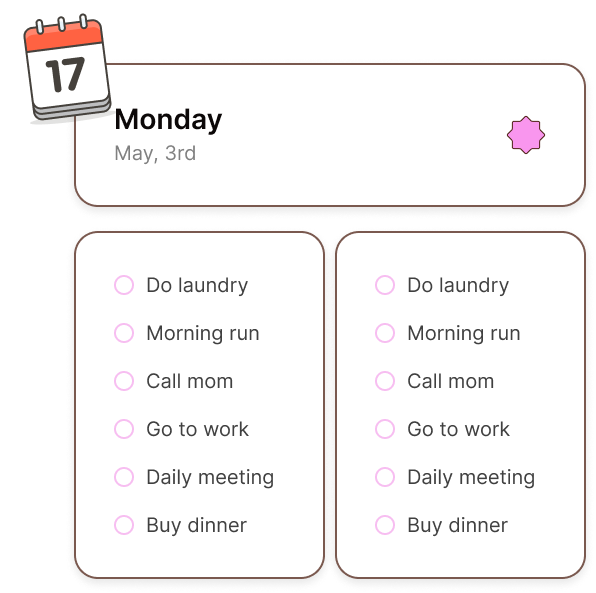 17
Monday
May, 3rd
Do laundry
Morning run
Call mom
Go to work
Daily meeting
Buy dinner
Do laundry
Morning run
Call mom
Go to work
Daily meeting
Buy dinner